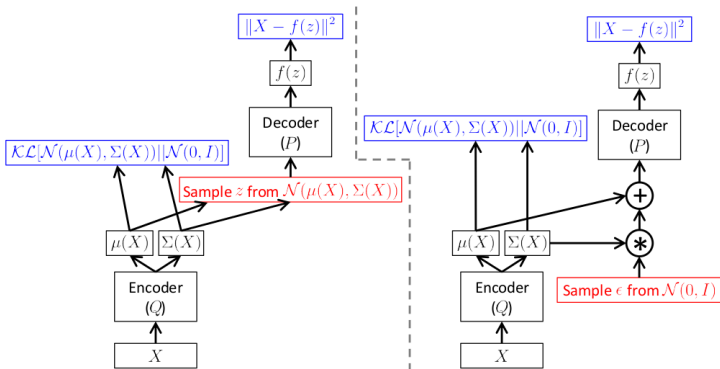 ‖X − f(z)‖²
f(z)
Decoder
(P)
𝒦ℒ[𝒩(μ(X), Σ(X))||𝒩(0, I)]
Sample z from 𝒩(μ(X), Σ(X))
μ(X) Σ(X)
Encoder
(Q)
X
‖X − f(z)‖²
f(z)
Decoder
(P)
𝒦ℒ[𝒩(μ(X), Σ(X))||𝒩(0, I)]
+
μ(X) Σ(X) *
Encoder
(Q)
Sample ϵ from 𝒩(0, I)
X